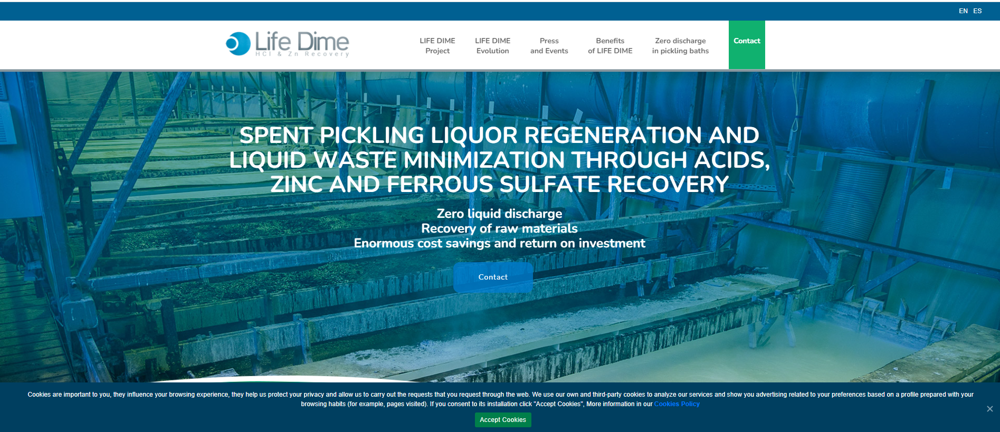 EN ES
Life Dime
HCl & Zn Recovery
LIFE DIME
Project
LIFE DIME
Evolution
Press
and Events
Benefits
of LIFE DIME
Zero discharge
in pickling baths
Contact
SPENT PICKLING LIQUOR REGENERATION AND
LIQUID WASTE MINIMIZATION THROUGH ACIDS,
ZINC AND FERROUS SULFATE RECOVERY
Zero liquid discharge
Recovery of raw materials
Enormous cost savings and return on investment
Contact
Cookies are important to you, they influence your browsing experience, they help us protect your privacy and allow us to carry out the requests that you request through the web. We use our own and third-party cookies to analyze our services and show you advertising related to your preferences based on a profile prepared with your
browsing habits (for example, pages visited). If you consent to its installation click "Accept Cookies", More information in our Cookies Policy
Accept Cookies